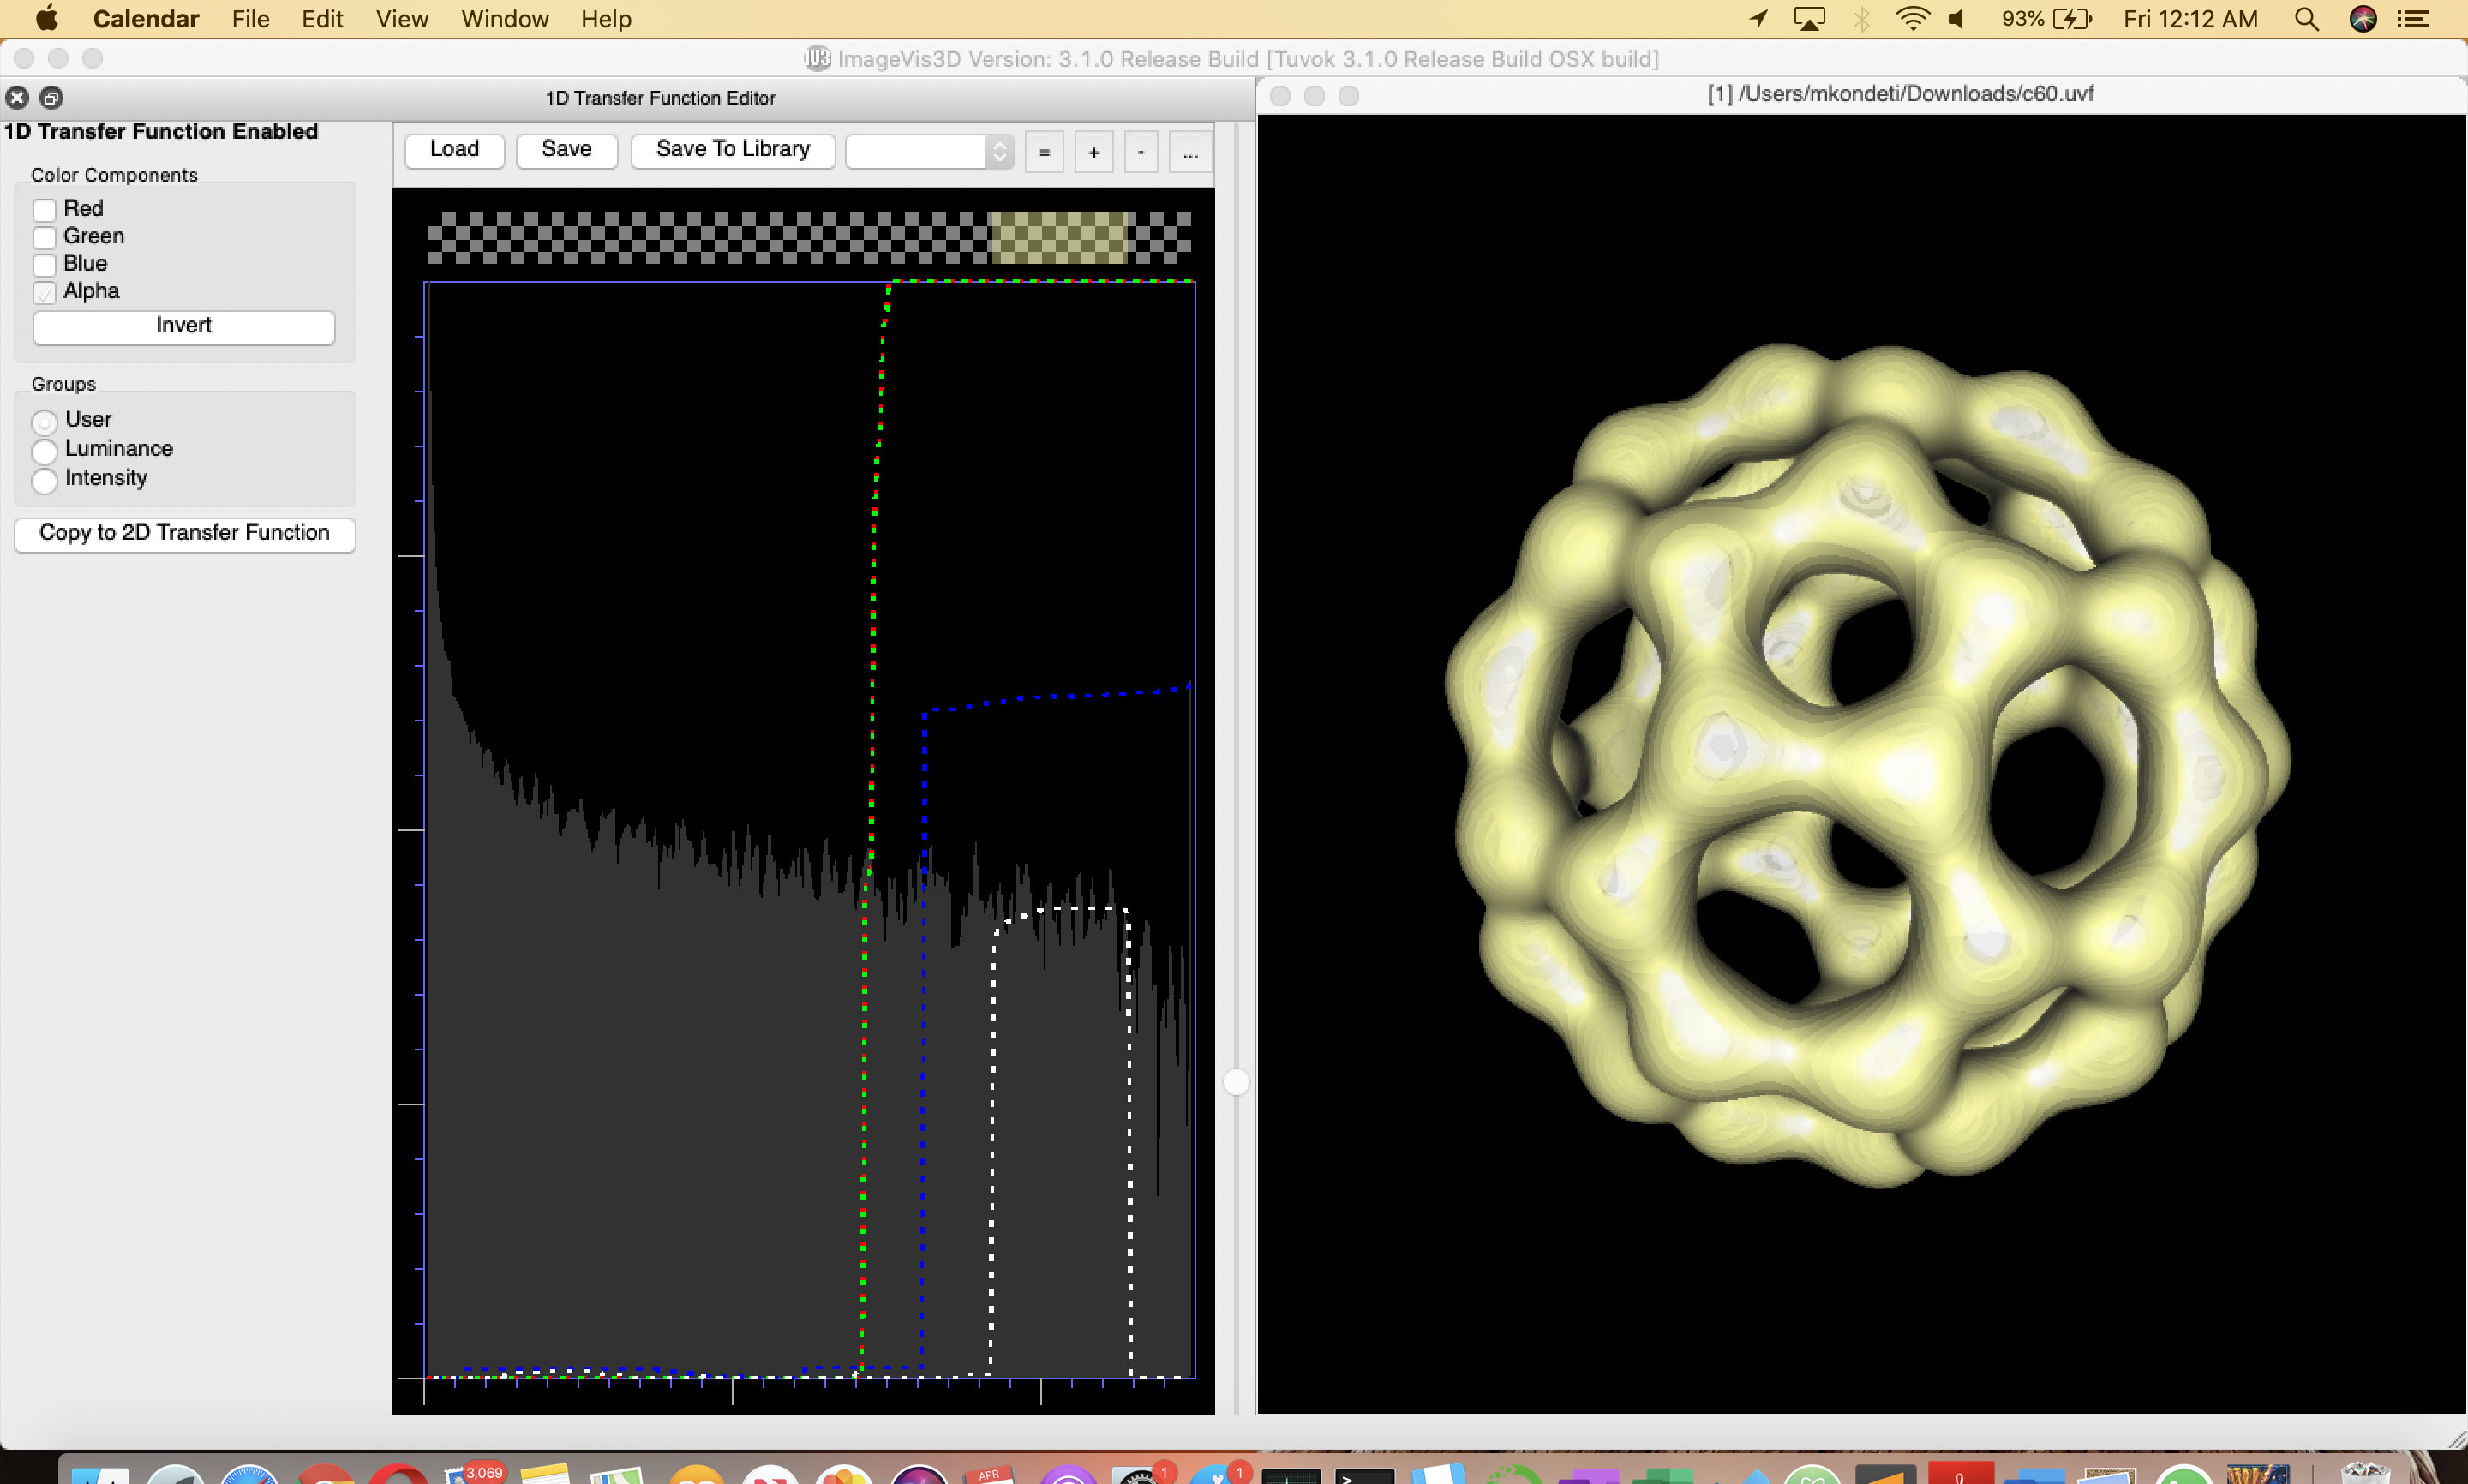 Calendar File Edit View Window Help 93% Fri 12:12 AM
ImageVis3D Version: 3.1.0 Release Build [Tuvok 3.1.0 Release Build OSX build]
1D Transfer Function Editor
[1] /Users/mkondeti/Downloads/c60.uvf
1D Transfer Function Enabled
Load Save Save To Library = + - ...
Color Components
Red
Green
Blue
Alpha
Invert
Groups
User
Luminance
Intensity
Copy to 2D Transfer Function
3,069 APR 1 1